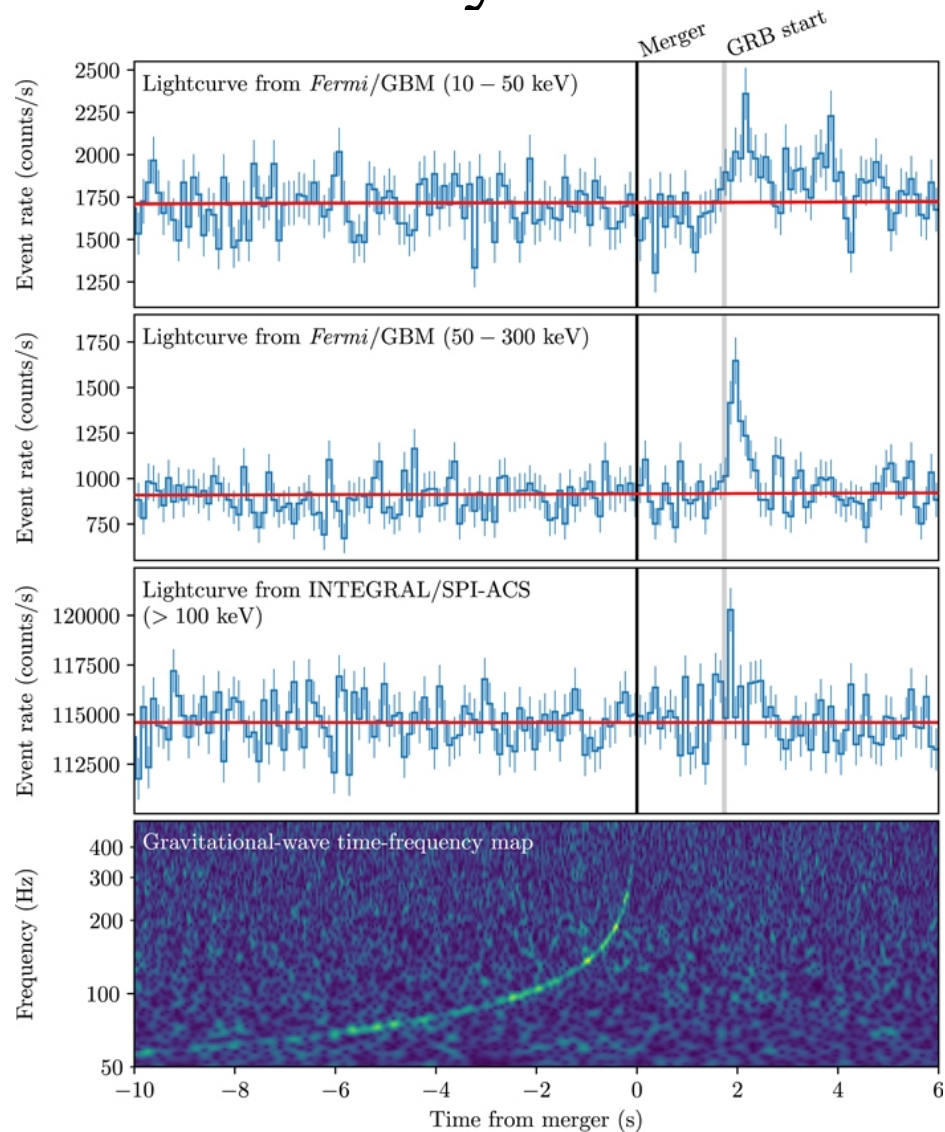 Merger
GRB start
Lightcurve from Fermi/GBM (10 – 50 keV)
Event rate (counts/s)
2500
2250
2000
1750
1500
1250
Lightcurve from Fermi/GBM (50 – 300 keV)
Event rate (counts/s)
1750
1500
1250
1000
750
Lightcurve from INTEGRAL/SPI-ACS
(> 100 keV)
Event rate (counts/s)
120000
117500
115000
112500
Gravitational-wave time-frequency map
Frequency (Hz)
400
300
200
100
50
−10 −8 −6 −4 −2 0 2 4 6
Time from merger (s)